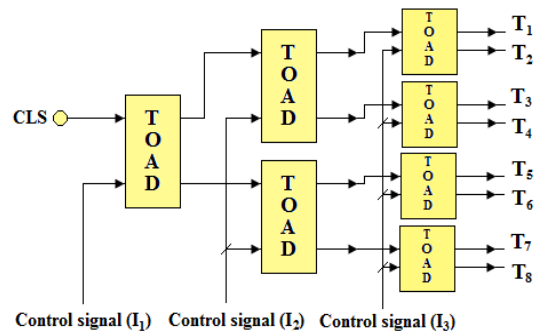 CLS
TOAD
TOAD
TOAD
TOAD
TOAD
TOAD
TOAD
T₁
T₂
T₃
T₄
T₅
T₆
T₇
T₈
Control signal (I₁)
Control signal (I₂)
Control signal (I₃)